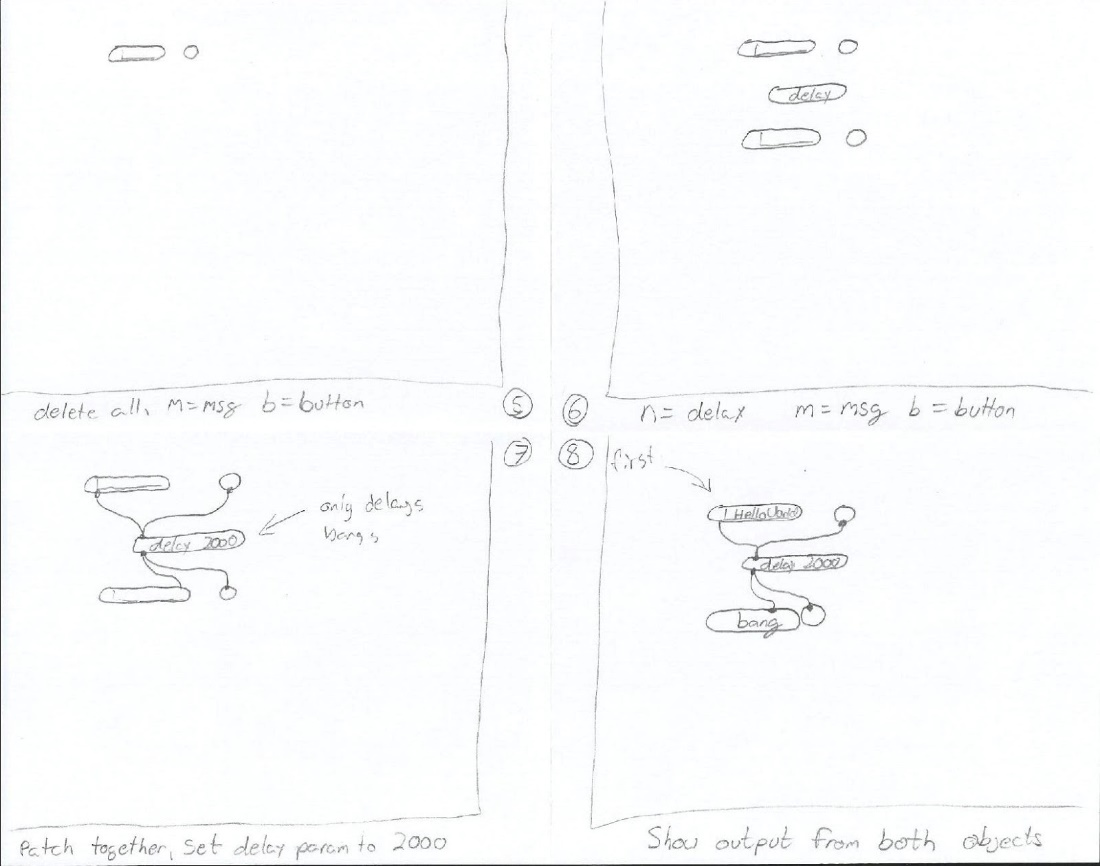 delay
delete all, m=msg b=button
5
6
n= delay m=msg b=button
7
only delays
bangs
delay 2000
Patch together, Set delay param to 2000
8
first
delay 2000
bang
Show output from both objects